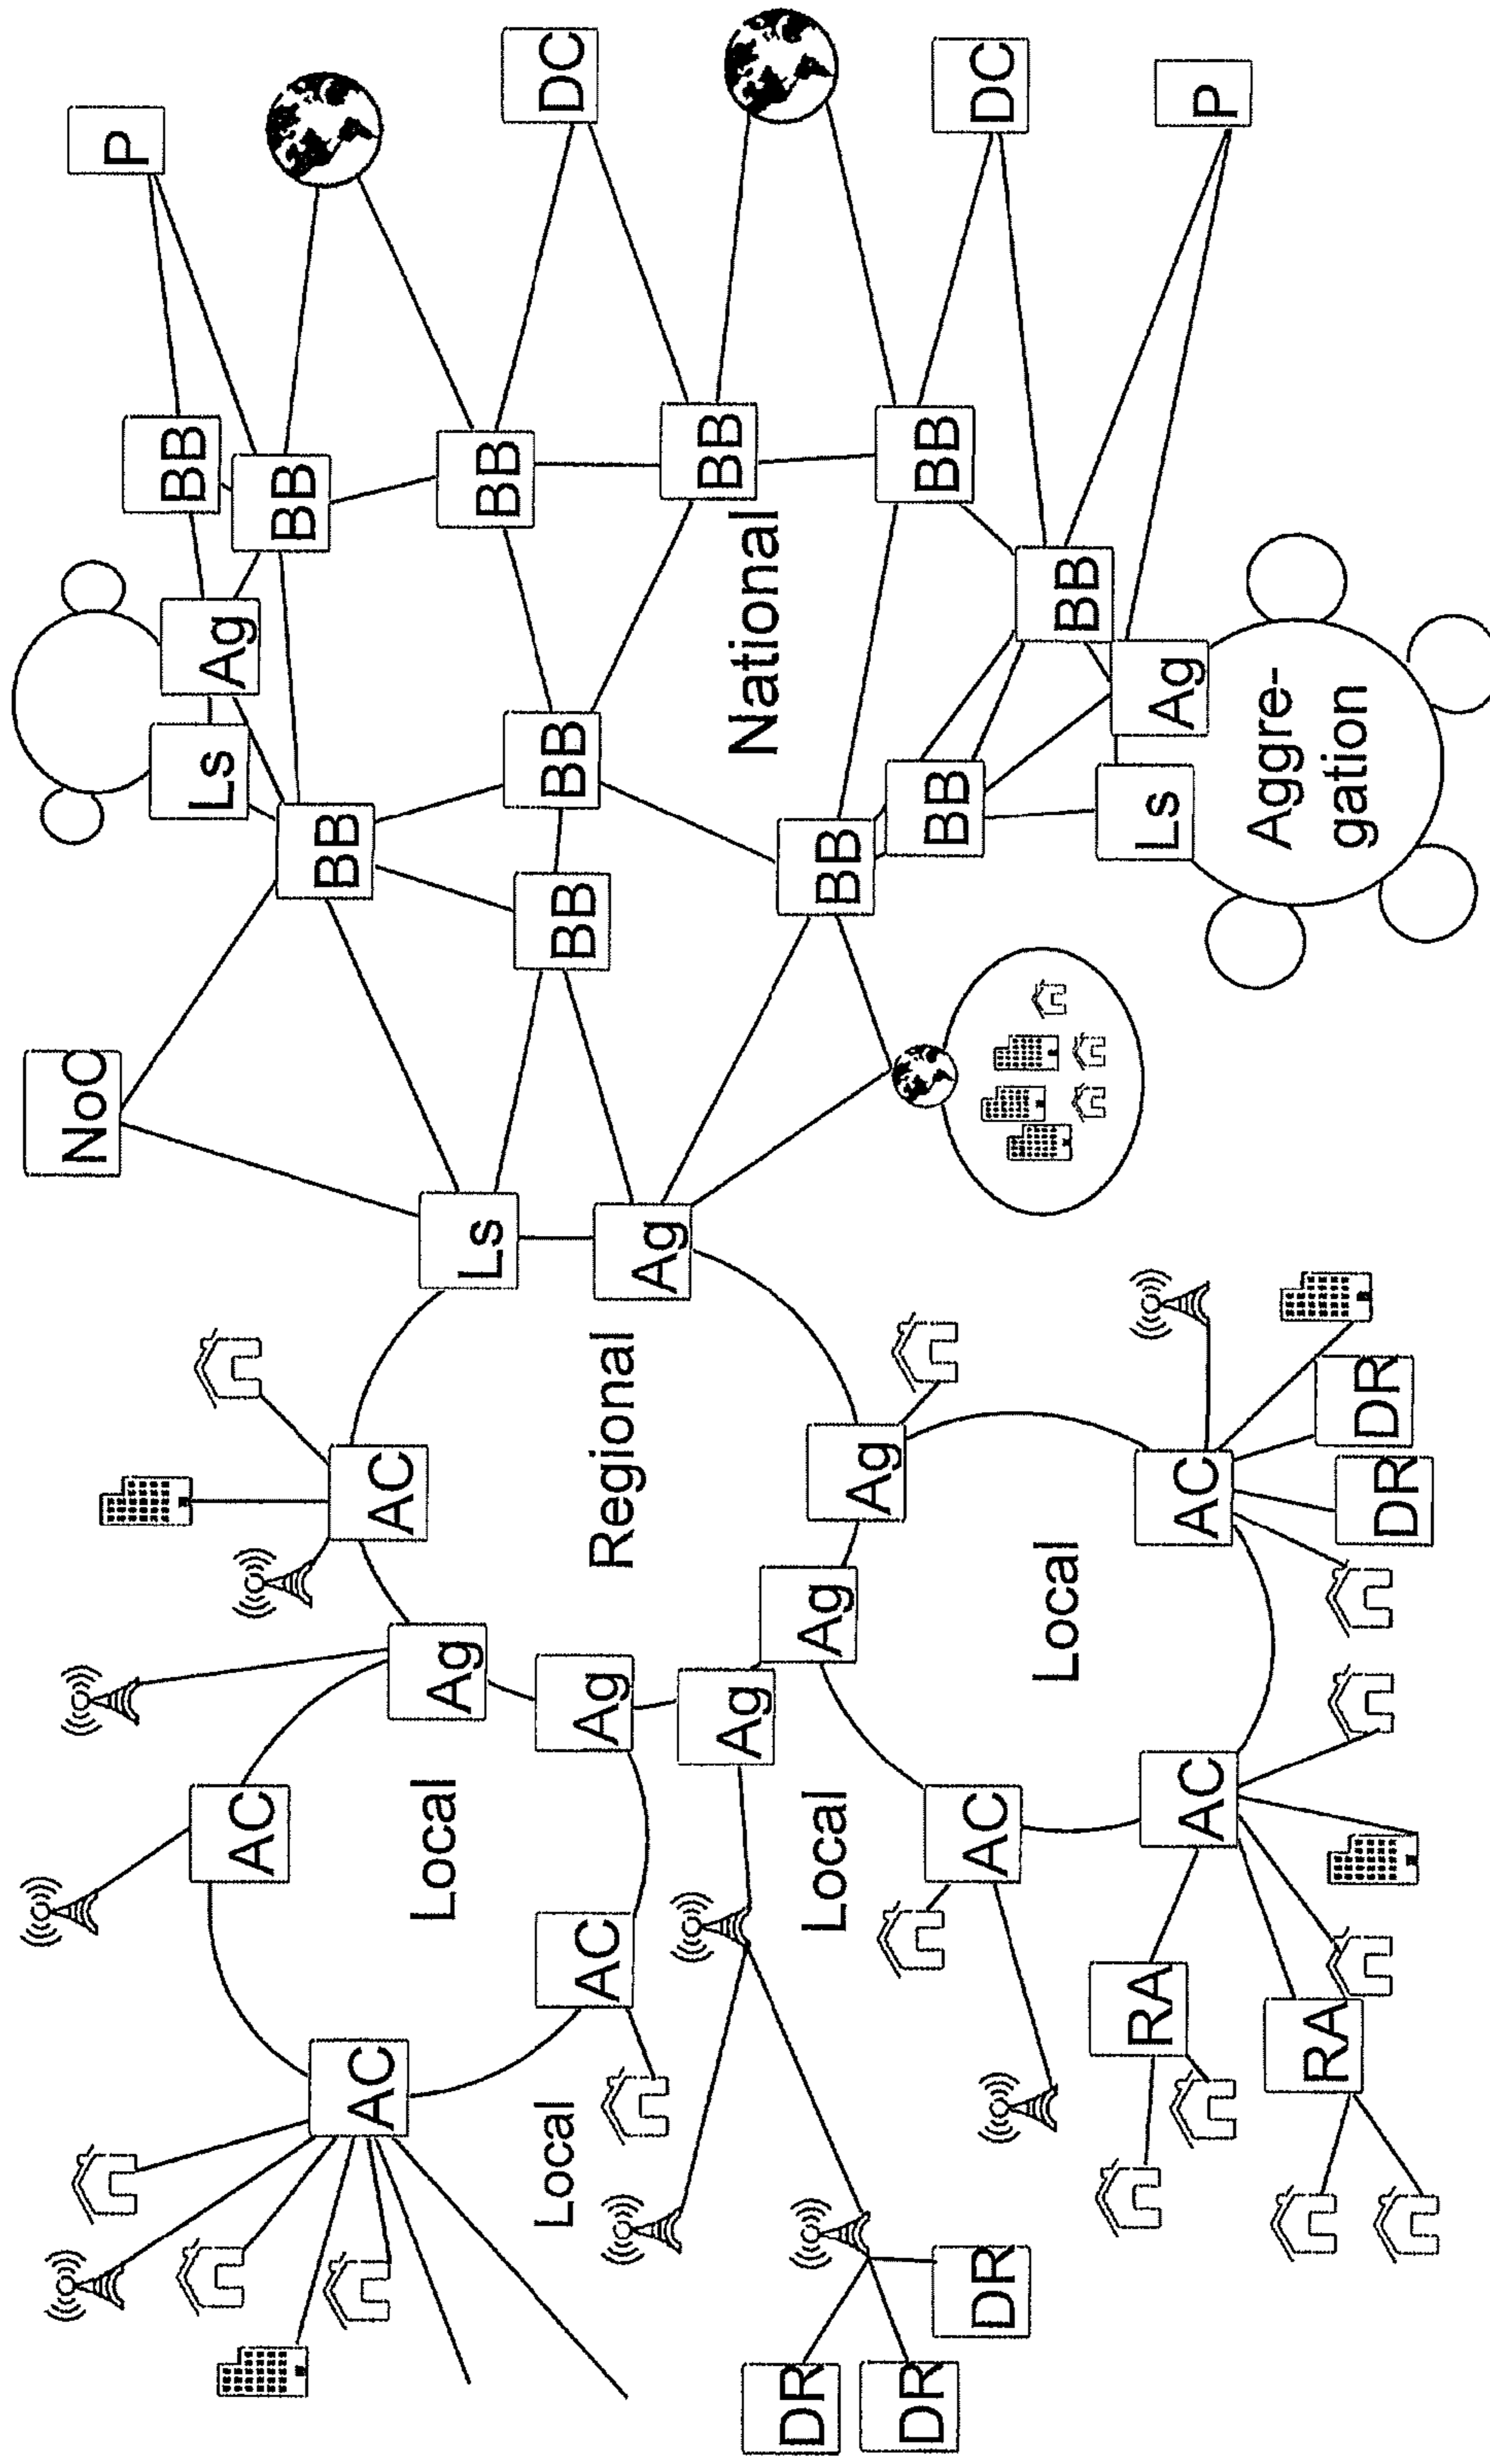 NoC
P
BB
Ls
Ag
AC
BB
BB
AC
AC
Local
Ag
Ls
BB
Local
DC
BB
BB
AC
Ag
Regional
Ag
BB
Ag
National
DR
Local
Ag
BB
Ag
DR
BB
BB
AC
DR
DC
Local
BB
RA
Ls
Ag
AC
AC
P
Aggre-
gation
RA
DR
DR